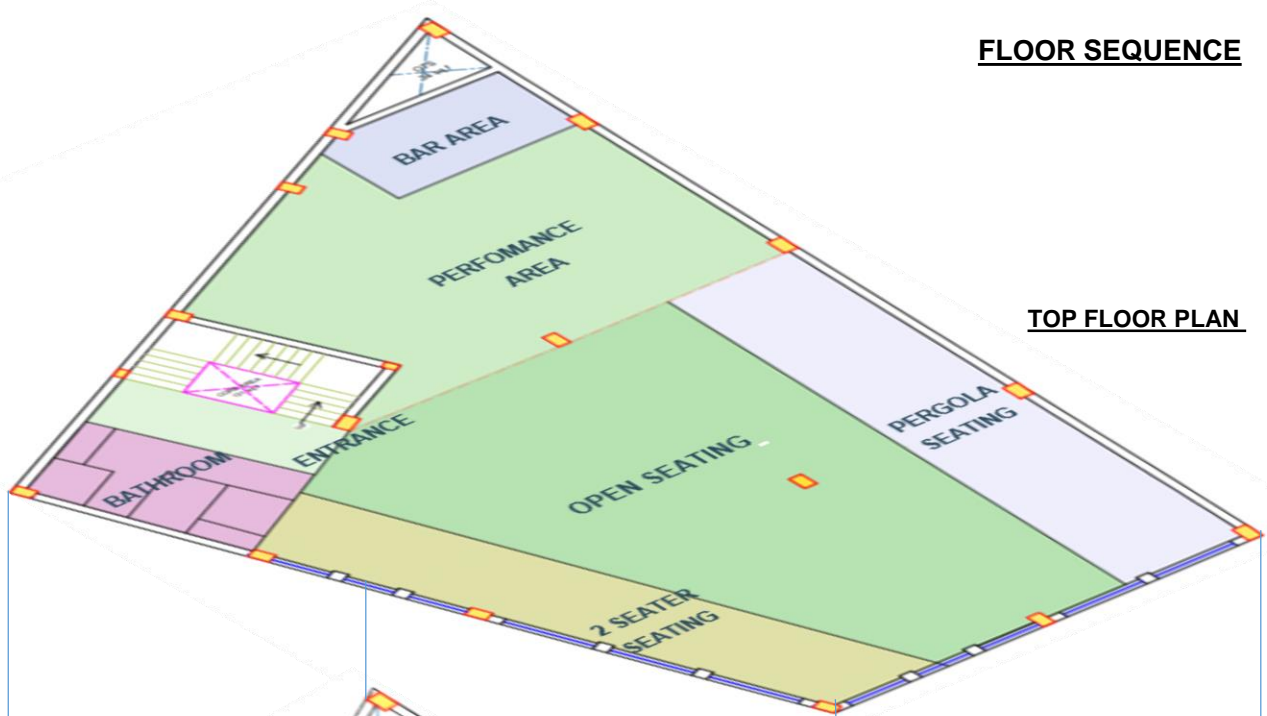 FLOOR SEQUENCE
BAR AREA
PERFOMANCE
AREA
TOP FLOOR PLAN
PERGOLA
SEATING
ENTRANCE
OPEN SEATING
BATHROOM
2 SEATER
SEATING